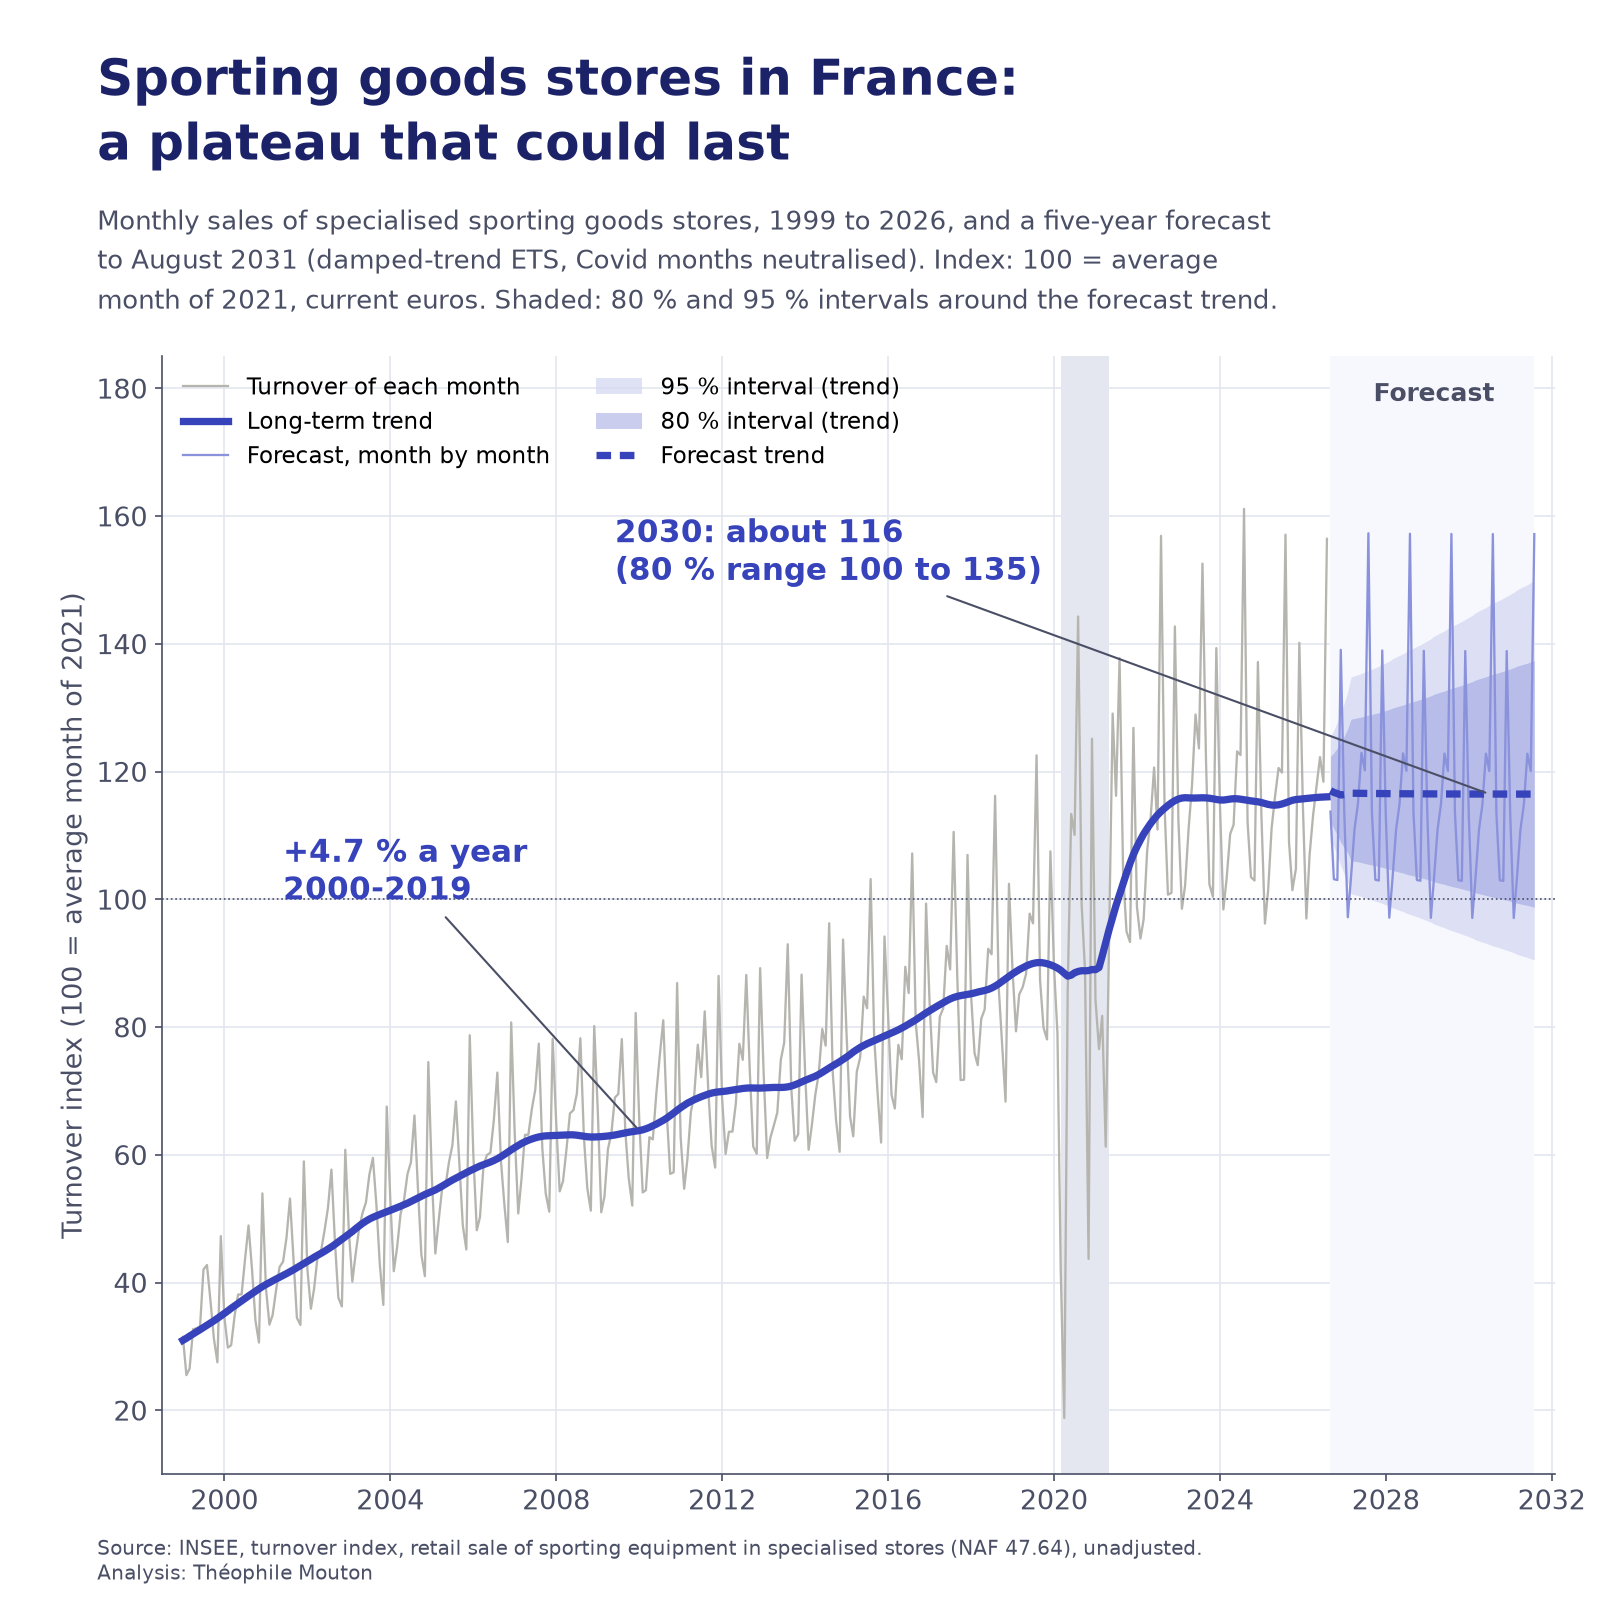 Sporting goods stores in France:
a plateau that could last
Monthly sales of specialised sporting goods stores, 1999 to 2026, and a five-year forecast
to August 2031 (damped-trend ETS, Covid months neutralised). Index: 100 = average
month of 2021, current euros. Shaded: 80 % and 95 % intervals around the forecast trend.
Turnover of each month
Long-term trend
Forecast, month by month
95 % interval (trend)
80 % interval (trend)
Forecast trend
Forecast
2030: about 116
(80 % range 100 to 135)
+4.7 % a year
2000-2019
Turnover index (100 = average month of 2021)
180
160
140
120
100
80
60
40
20
2000 2004 2008 2012 2016 2020 2024 2028 2032
Source: INSEE, turnover index, retail sale of sporting equipment in specialised stores (NAF 47.64), unadjusted.
Analysis: Théophile Mouton